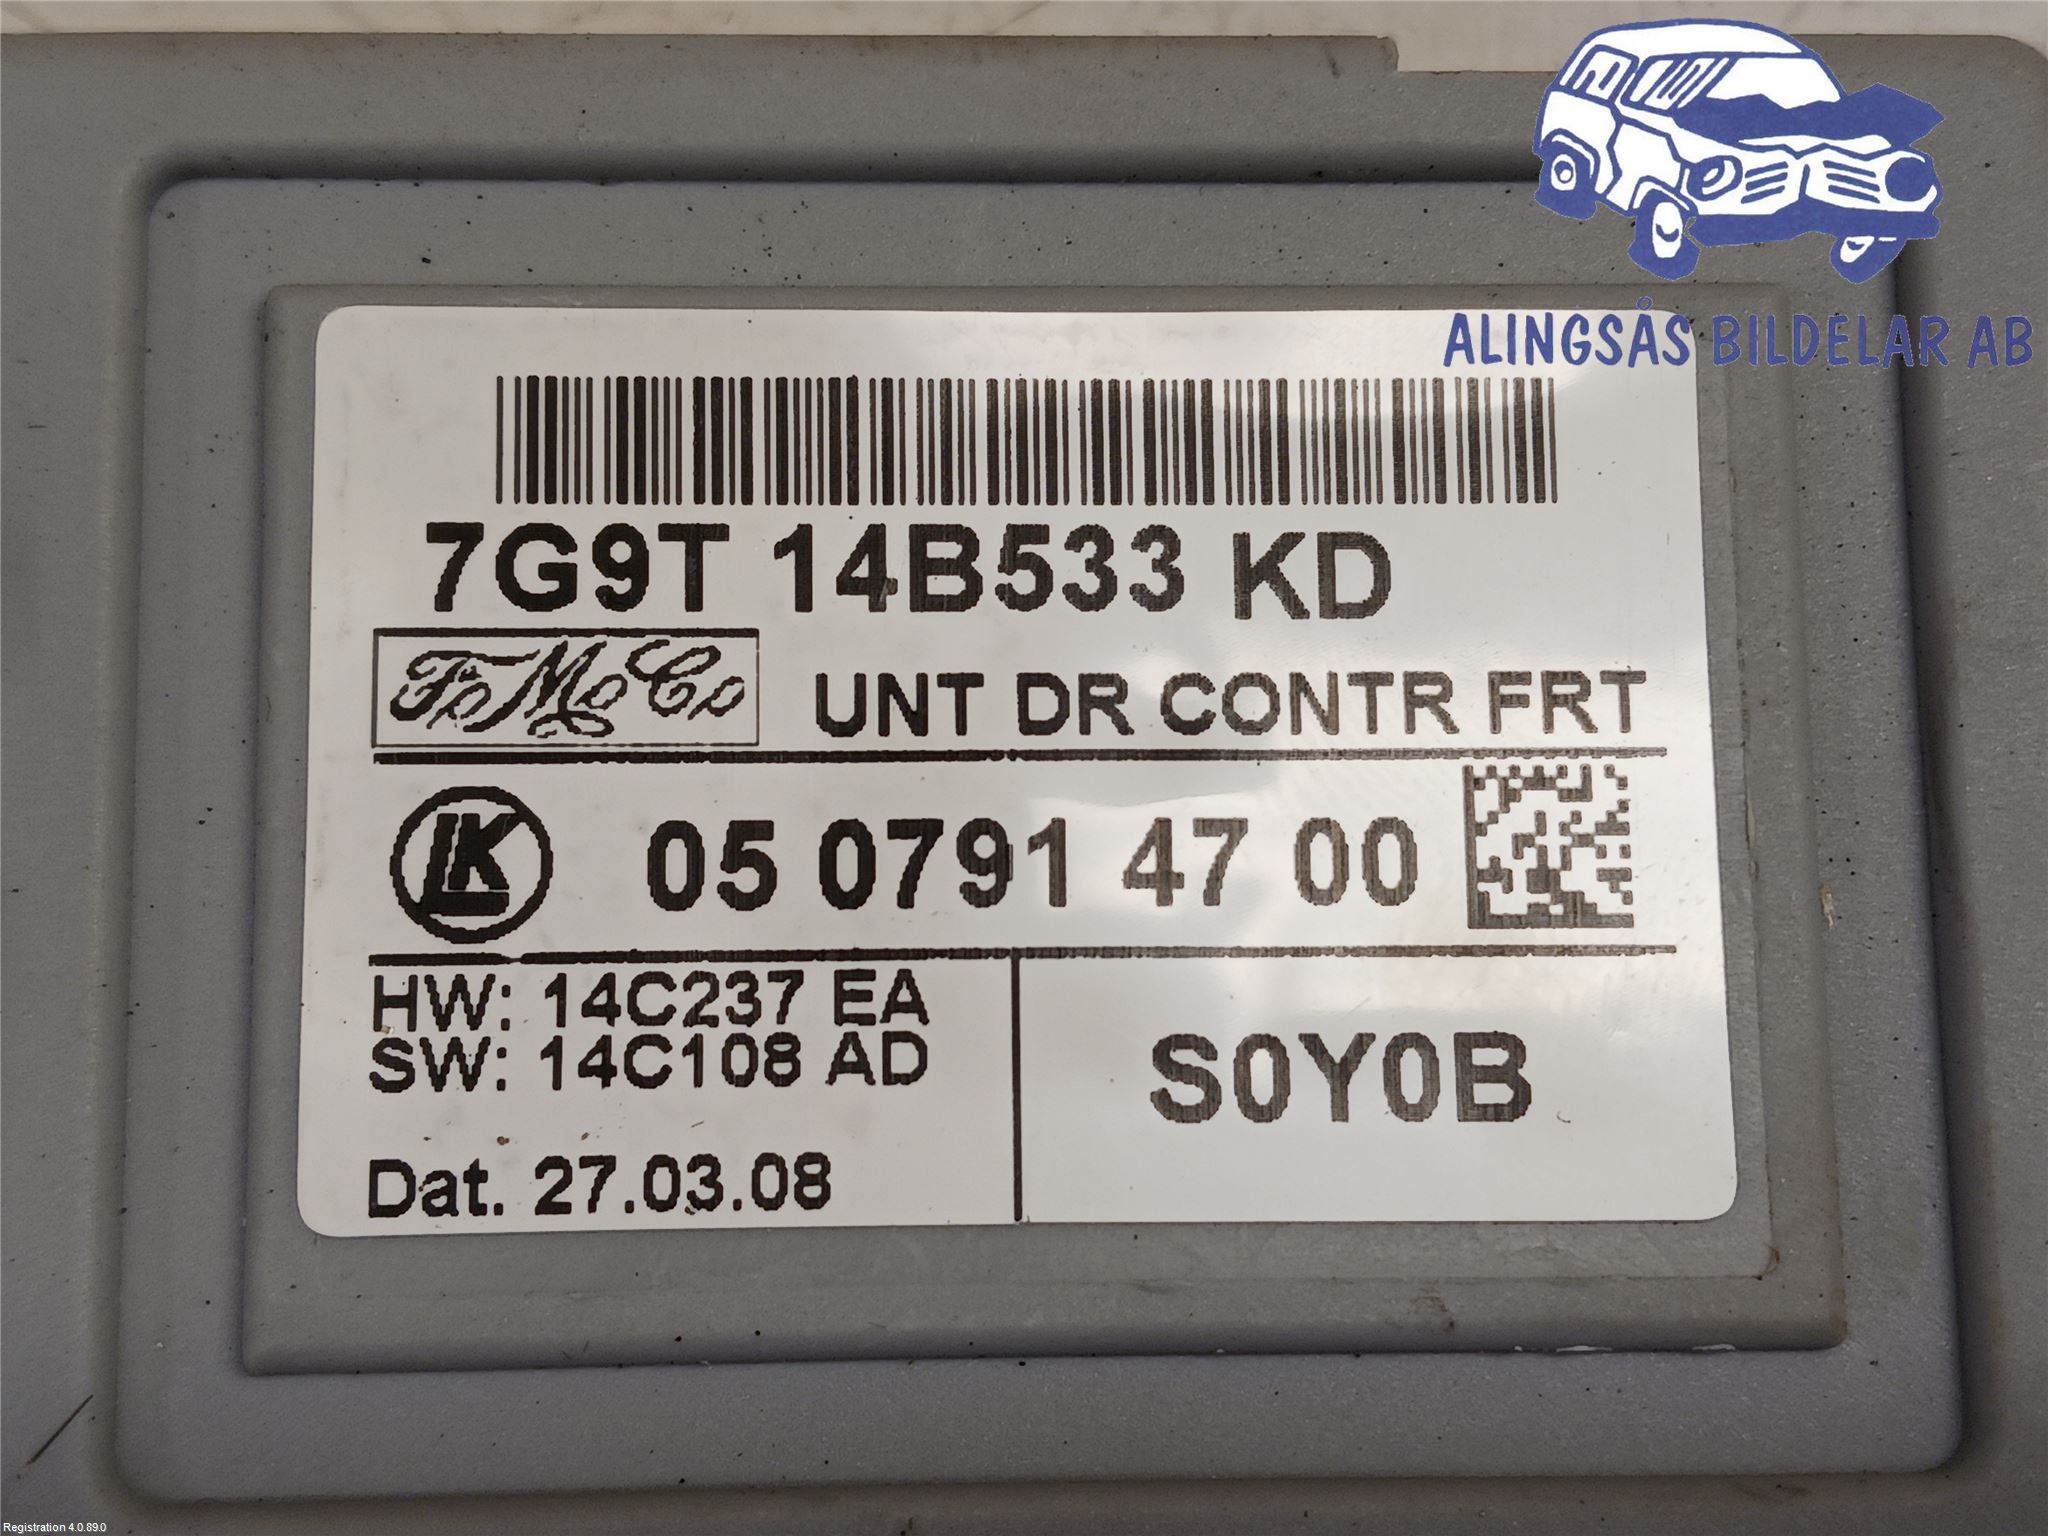 ALINGSÅS BILDELAR AB
7G9T 14B533 KD
FoMoCo UNT DR CONTR FRT
LK 05 0791 47 00
HW: 14C237 EA
SW: 14C108 AD
S0Y0B
Dat. 27.03.08
Registration 4.0.89.0